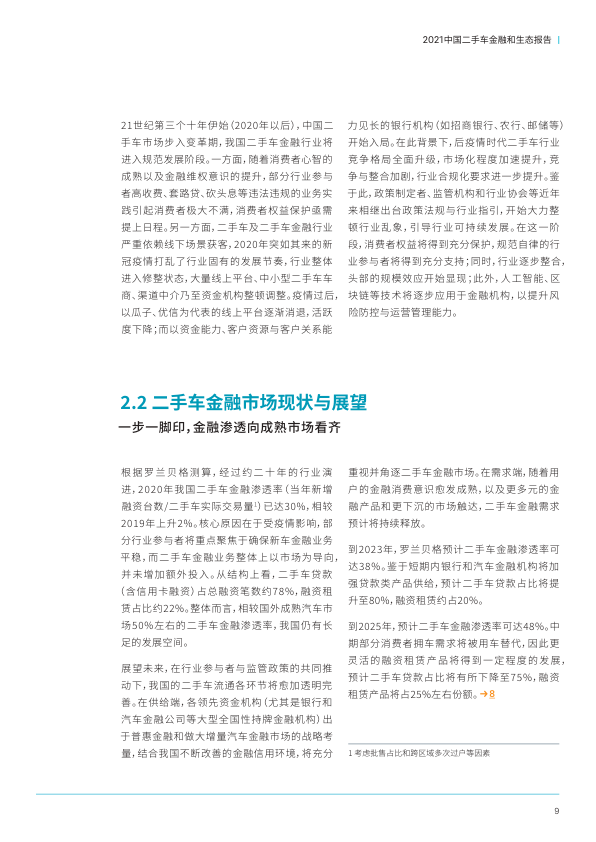 2021中国二手车金融和生态报告
21世纪第三个十年伊始(2020年以后)，中国二
手车市场步入变革期，我国二手车金融行业将
进入规范发展阶段。一方面，随着消费者心智的
成熟以及金融维权意识的提升，部分行业参与
者高收费、套路贷、砍头息等违法违规的业务实
践引起消费者极大不满，消费者权益保护亟需
提上日程。另一方面，二手车及二手车金融行业
严重依赖线下场景获客，2020年突如其来的新
冠疫情打乱了行业固有的发展节奏，行业整体
进入修整状态，大量线上平台、中小型二手车车
商、渠道中介乃至资金机构整顿调整。疫情过后，
以瓜子、优信为代表的线上平台逐渐消退，活跃
度下降；而以资金能力、客户资源与客户关系能
力见长的银行机构(如招商银行、农行、邮储等)
开始入局。在此背景下，后疫情时代二手车行业
竞争格局全面升级，市场化程度加速提升，竞
争与整合加剧，行业合规化要求进一步提升。鉴
于此，政策制定者、监管机构和行业协会等近年
来相继出台政策法规与行业指引，开始大力整
顿行业乱象，引导行业可持续发展。在这一阶
段，消费者权益将得到充分保护，规范自律的行
业参与者将得到充分支持；同时，行业逐步整合，
头部的规模效应开始显现；此外，人工智能、区
块链等技术将逐步应用于金融机构，以提升风
险防控与运营管理能力。
2.2 二手车金融市场现状与展望
一步一脚印，金融渗透向成熟市场看齐
根据罗兰贝格测算，经过约二十年的行业演
进，2020年我国二手车金融渗透率(当年新增
融资台数/二手车实际交易量¹)已达30%，相较
2019年上升2%。核心原因在于受疫情影响，部
分行业参与者将重点聚焦于确保新车金融业务
平稳，而二手车金融业务整体上以市场为导向，
并未增加额外投入。从结构上看，二手车贷款
(含信用卡融资)占总融资笔数约78%，融资租
赁占比约22%。整体而言，相较国外成熟汽车市
场50%左右的二手车金融渗透率，我国仍有长
足的发展空间。
展望未来，在行业参与者与监管政策的共同推
动下，我国的二手车流通各环节将愈加透明完
善。在供给端，各领先资金机构(尤其是银行和
汽车金融公司等大型全国性持牌金融机构)出
于普惠金融和做大增量汽车金融市场的战略考
量，结合我国不断改善的金融信用环境，将充分
重视并角逐二手车金融市场。在需求端，随着用
户的金融消费意识愈发成熟，以及更多元的金
融产品和更下沉的市场触达，二手车金融需求
预计将持续释放。
到2023年，罗兰贝格预计二手车金融渗透率可
达38%。鉴于短期内银行和汽车金融机构将加
强贷款类产品供给，预计二手车贷款占比将提
升至80%，融资租赁约占20%。
到2025年，预计二手车金融渗透率可达48%。中
期部分消费者拥车需求将被用车替代，因此更
灵活的融资租赁产品将得到一定程度的发展，
预计二手车贷款占比将有所下降至75%，融资
租赁产品将占25%左右份额。→8
1 考虑批售占比和跨区域多次过户等因素
9